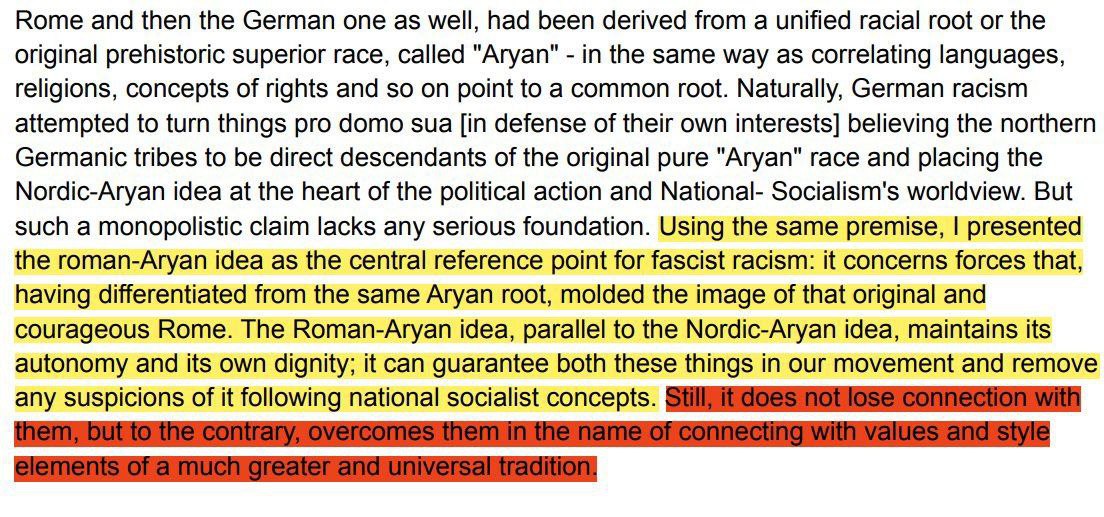 Rome and then the German one as well, had been derived from a unified racial root or the
original prehistoric superior race, called "Aryan" - in the same way as correlating languages,
religions, concepts of rights and so on point to a common root. Naturally, German racism
attempted to turn things pro domo sua [in defense of their own interests] believing the northern
Germanic tribes to be direct descendants of the original pure "Aryan" race and placing the
Nordic-Aryan idea at the heart of the political action and National- Socialism's worldview. But
such a monopolistic claim lacks any serious foundation. Using the same premise, I presented
the roman-Aryan idea as the central reference point for fascist racism: it concerns forces that,
having differentiated from the same Aryan root, molded the image of that original and
courageous Rome. The Roman-Aryan idea, parallel to the Nordic-Aryan idea, maintains its
autonomy and its own dignity; it can guarantee both these things in our movement and remove
any suspicions of it following national socialist concepts. Still, it does not lose connection with
them, but to the contrary, overcomes them in the name of connecting with values and style
elements of a much greater and universal tradition.